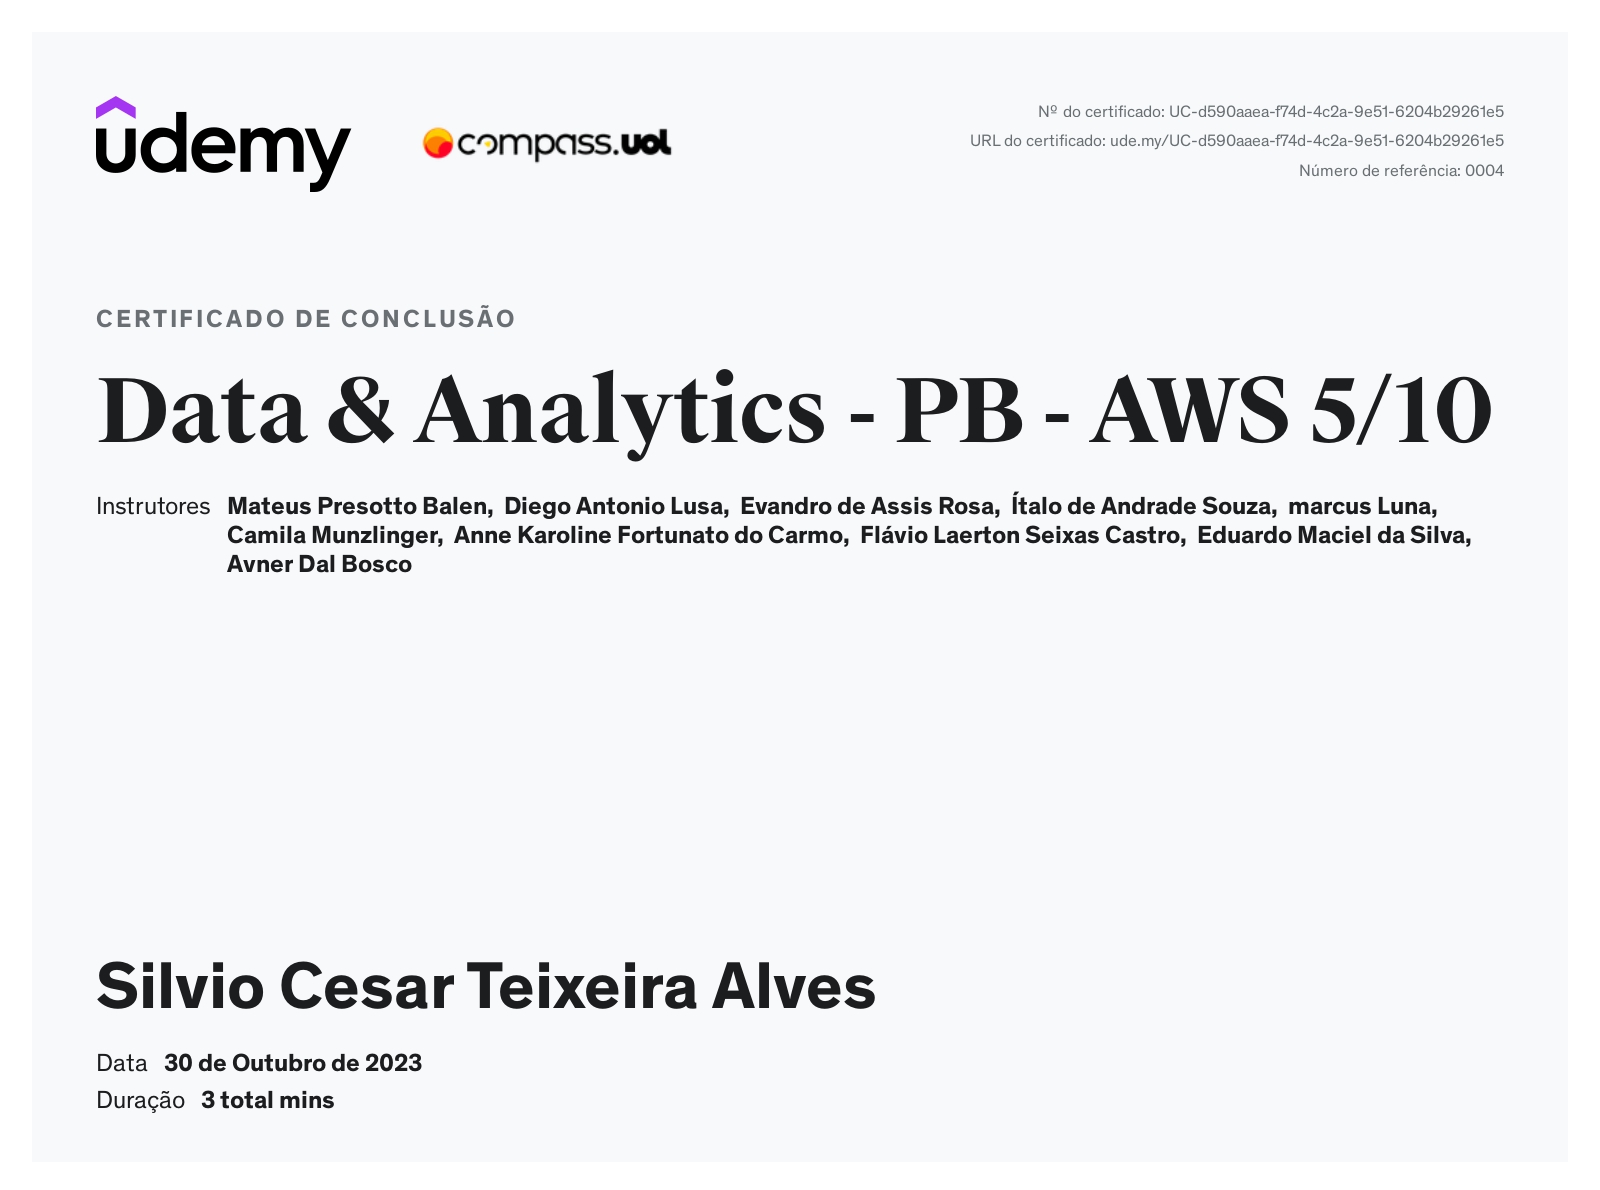 udemy
compass.uol
Nº do certificado: UC-d590aaea-f74d-4c2a-9e51-6204b29261e5
URL do certificado: ude.my/UC-d590aaea-f74d-4c2a-9e51-6204b29261e5
Número de referência: 0004
CERTIFICADO DE CONCLUSÃO
Data & Analytics - PB - AWS 5/10
Instrutores Mateus Presotto Balen, Diego Antonio Lusa, Evandro de Assis Rosa, Ítalo de Andrade Souza, marcus Luna,
Camila Munzlinger, Anne Karoline Fortunato do Carmo, Flávio Laerton Seixas Castro, Eduardo Maciel da Silva,
Avner Dal Bosco
Silvio Cesar Teixeira Alves
Data 30 de Outubro de 2023
Duração 3 total mins